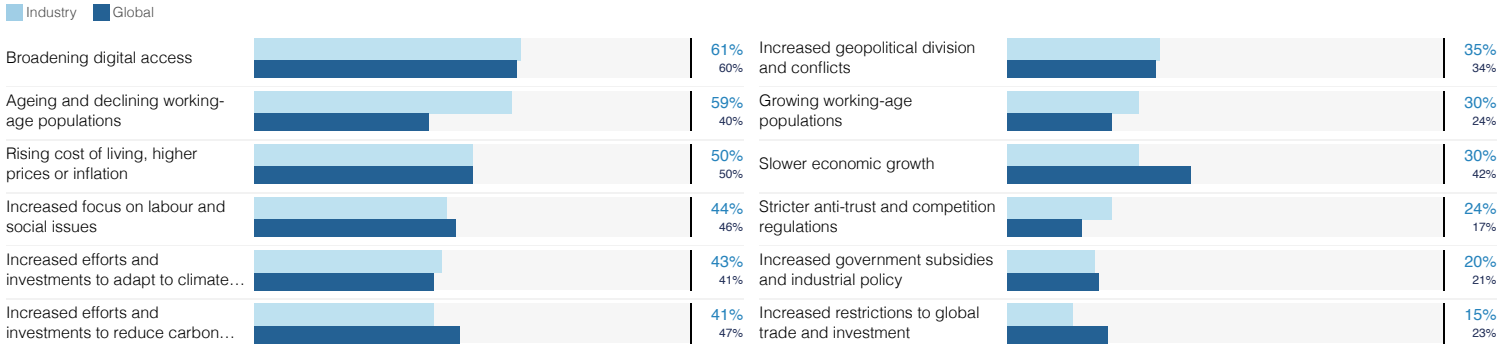 Industry Global
Broadening digital access
61%
60%
Ageing and declining working-
age populations
59%
40%
Rising cost of living, higher
prices or inflation
50%
50%
Increased focus on labour and
social issues
44%
46%
Increased efforts and
investments to adapt to climate…
43%
41%
Increased efforts and
investments to reduce carbon…
41%
47%
Increased geopolitical division
and conflicts
35%
34%
Growing working-age
populations
30%
24%
Slower economic growth
30%
42%
Stricter anti-trust and competition
regulations
24%
17%
Increased government subsidies
and industrial policy
20%
21%
Increased restrictions to global
trade and investment
15%
23%